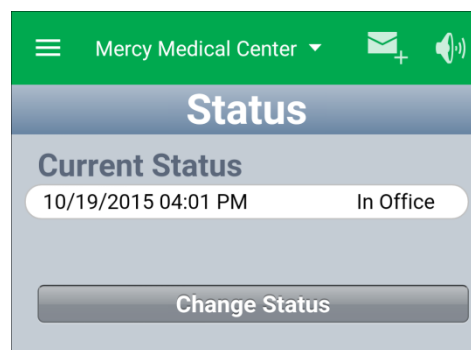 Mercy Medical Center
Status
Current Status
10/19/2015 04:01 PM In Office
Change Status